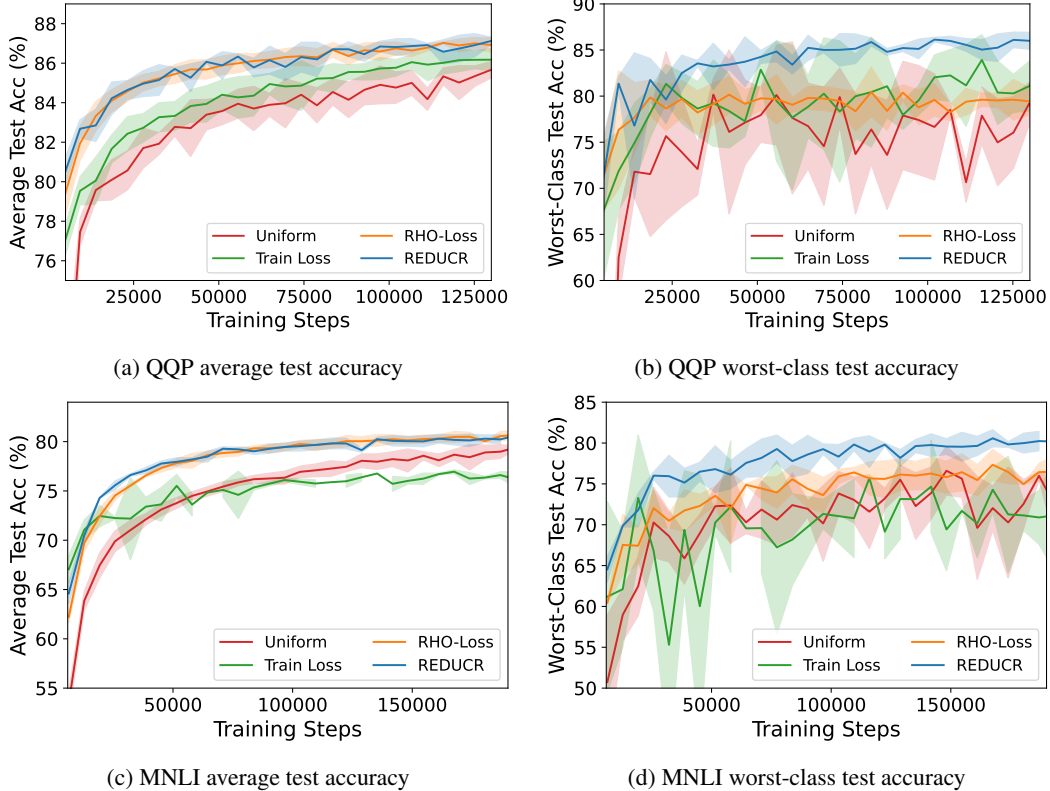 88
86
84
82
80
78
76
Average Test Acc (%)
Uniform
RHO-Loss
Train Loss
REDUCR
25000 50000 75000 100000 125000
Training Steps
(a) QQP average test accuracy
90
85
80
75
70
65
60
Worst-Class Test Acc (%)
Uniform
RHO-Loss
Train Loss
REDUCR
25000 50000 75000 100000 125000
Training Steps
(b) QQP worst-class test accuracy
80
75
70
65
60
55
Average Test Acc (%)
Uniform
RHO-Loss
Train Loss
REDUCR
50000 100000 150000
Training Steps
(c) MNLI average test accuracy
85
80
75
70
65
60
55
50
Worst-Class Test Acc (%)
Uniform
RHO-Loss
Train Loss
REDUCR
50000 100000 150000
Training Steps
(d) MNLI worst-class test accuracy